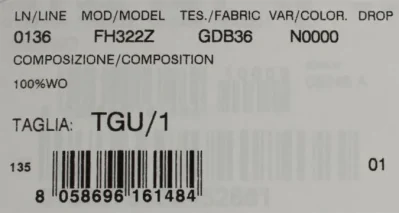 LN/LINE MOD/MODEL TES./FABRIC VAR/COLOR. DROP
0136 FH322Z GDB36 N0000
COMPOSIZIONE/COMPOSITION
100%WO
TAGLIA: TGU/1
135 01
8 058696 161484